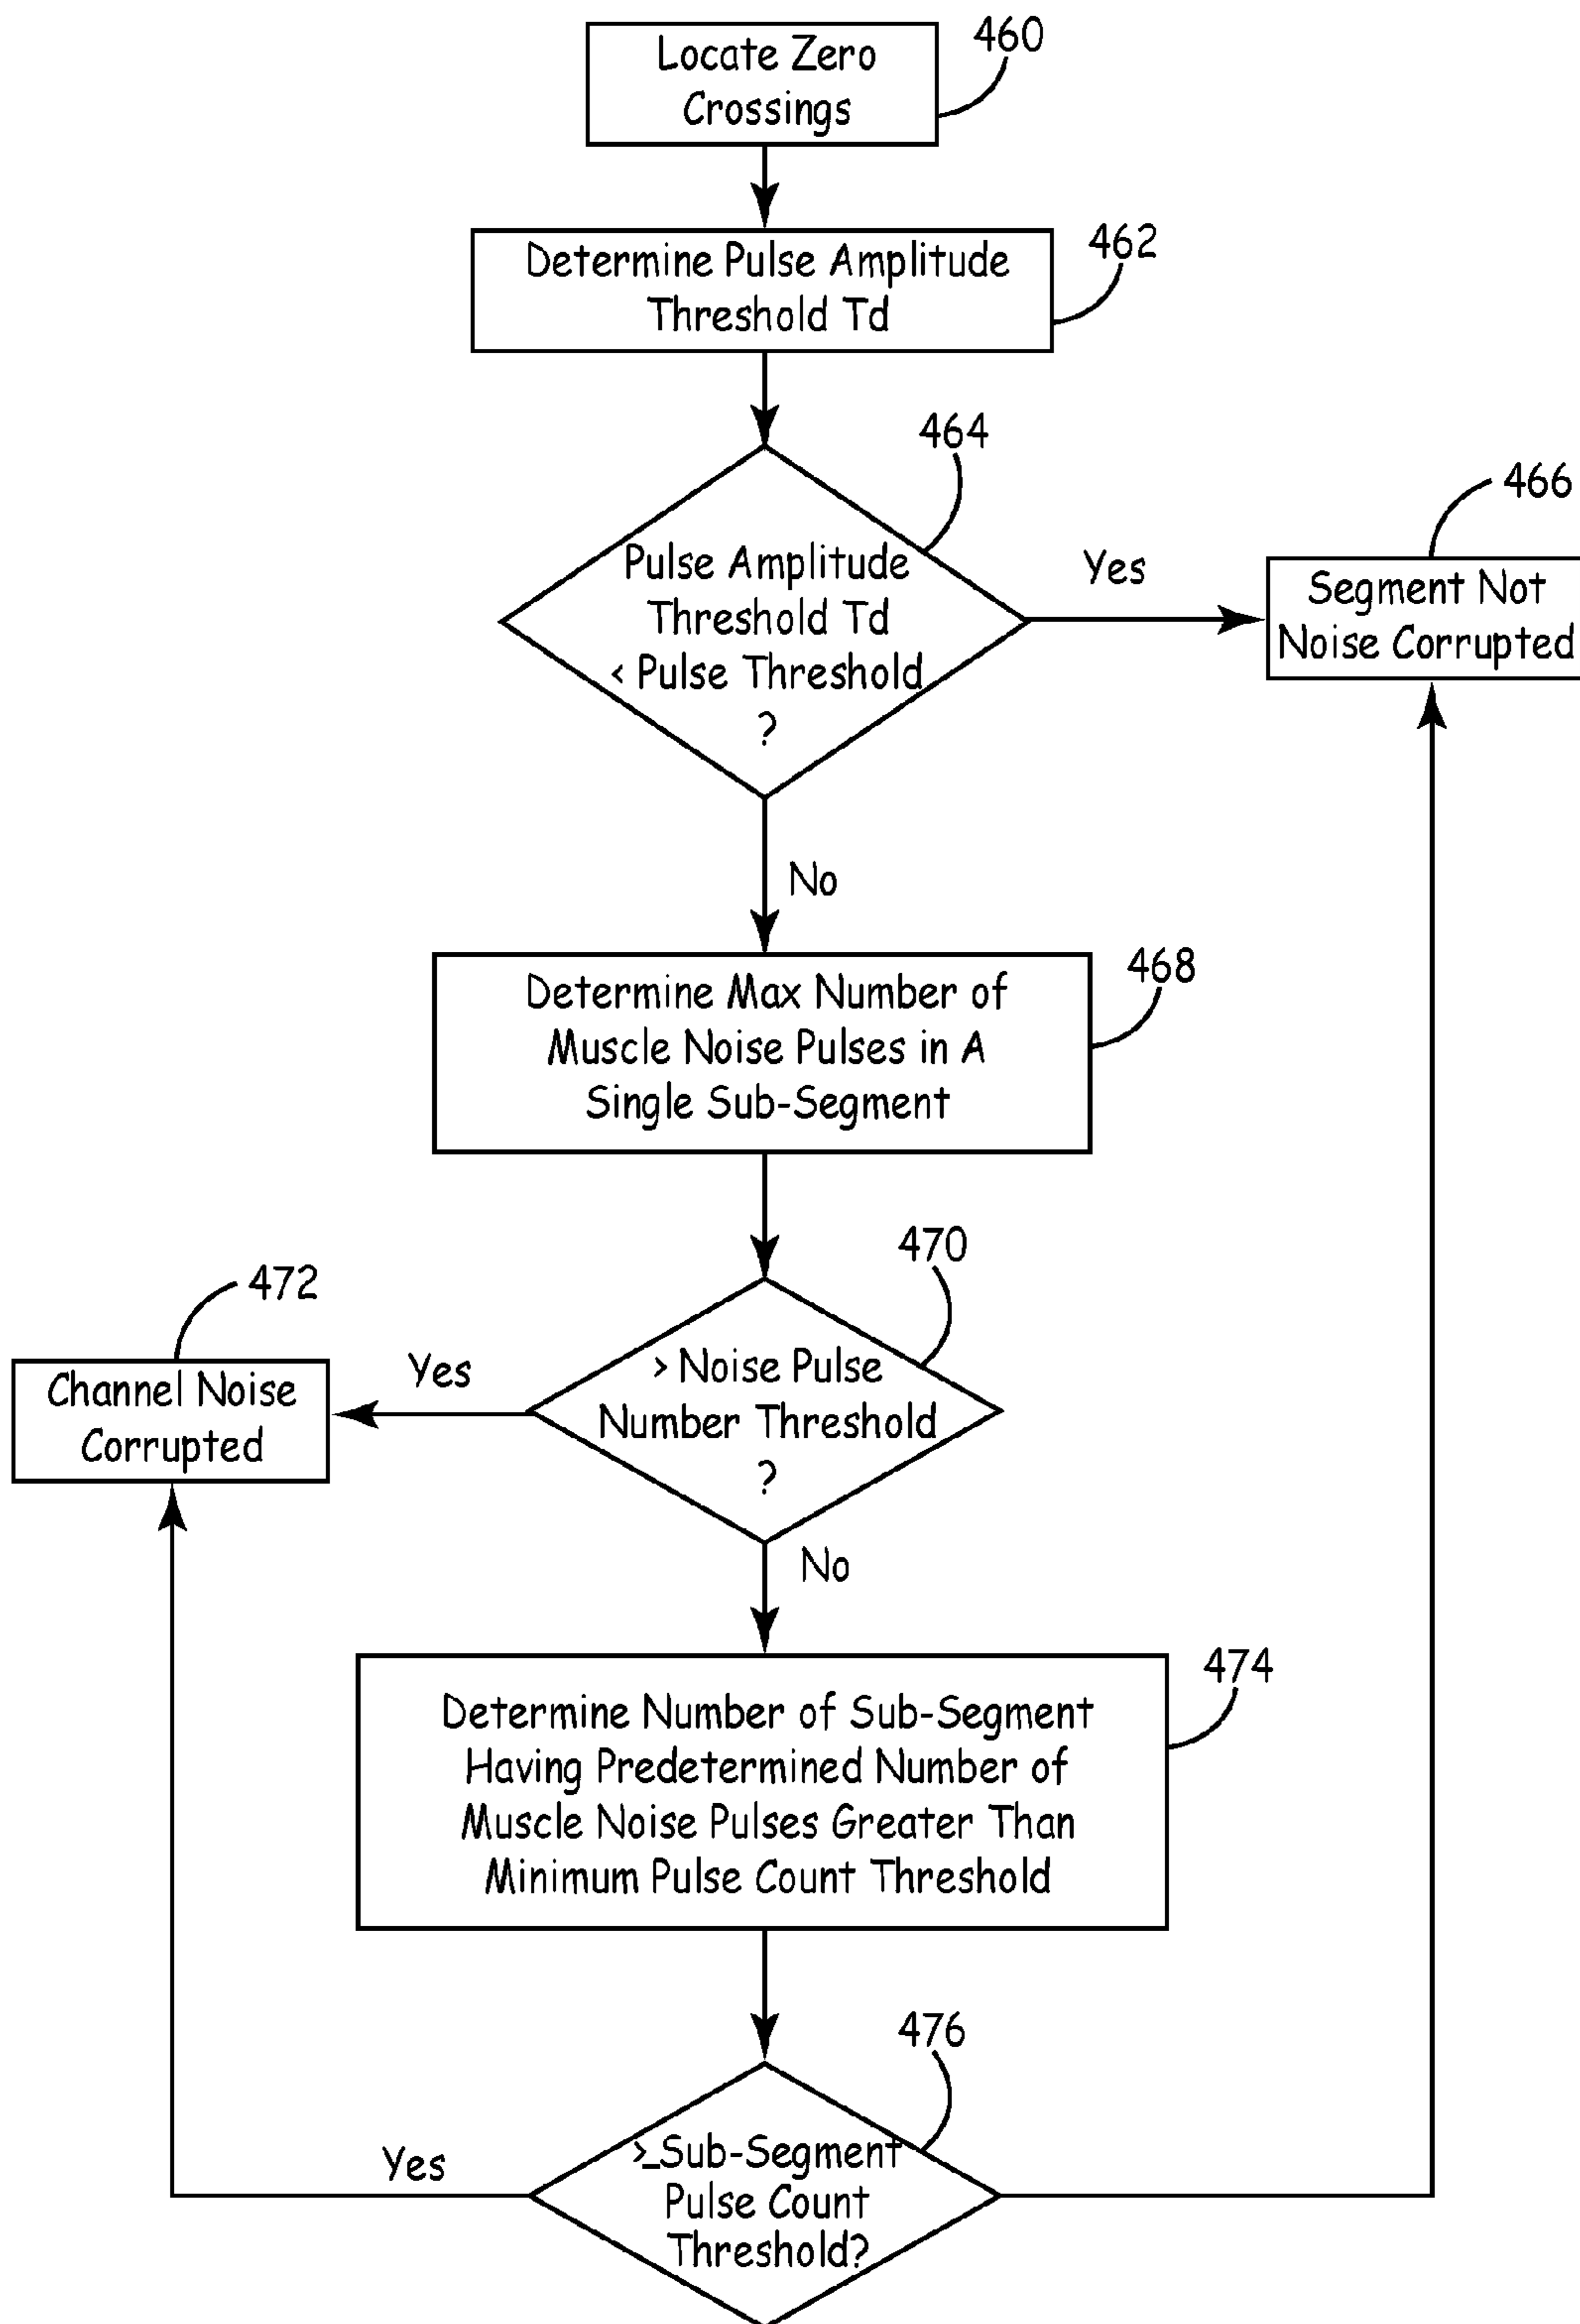 Locate Zero
Crossings
460
Determine Pulse Amplitude
Threshold Td
462
464
Pulse Amplitude
Threshold Td
< Pulse Threshold
?
Yes
466
Segment Not
Noise Corrupted
No
Determine Max Number of
Muscle Noise Pulses in A
Single Sub-Segment
468
470
> Noise Pulse
Number Threshold
?
Yes
472
Channel Noise
Corrupted
No
Determine Number of Sub-Segment
Having Predetermined Number of
Muscle Noise Pulses Greater Than
Minimum Pulse Count Threshold
474
476
≥ Sub-Segment
Pulse Count
Threshold?
Yes